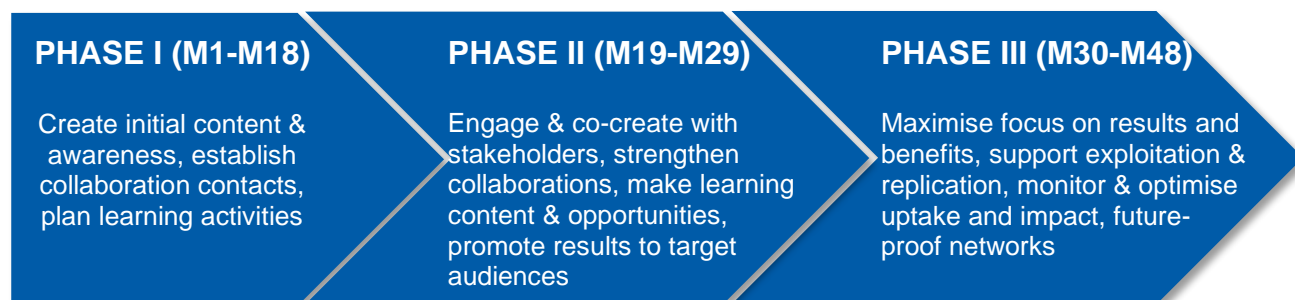 PHASE I (M1-M18)
Create initial content &
awareness, establish
collaboration contacts,
plan learning activities
PHASE II (M19-M29)
Engage & co-create with
stakeholders, strengthen
collaborations, make learning
content & opportunities,
promote results to target
audiences
PHASE III (M30-M48)
Maximise focus on results and
benefits, support exploitation &
replication, monitor & optimise
uptake and impact, future-
proof networks